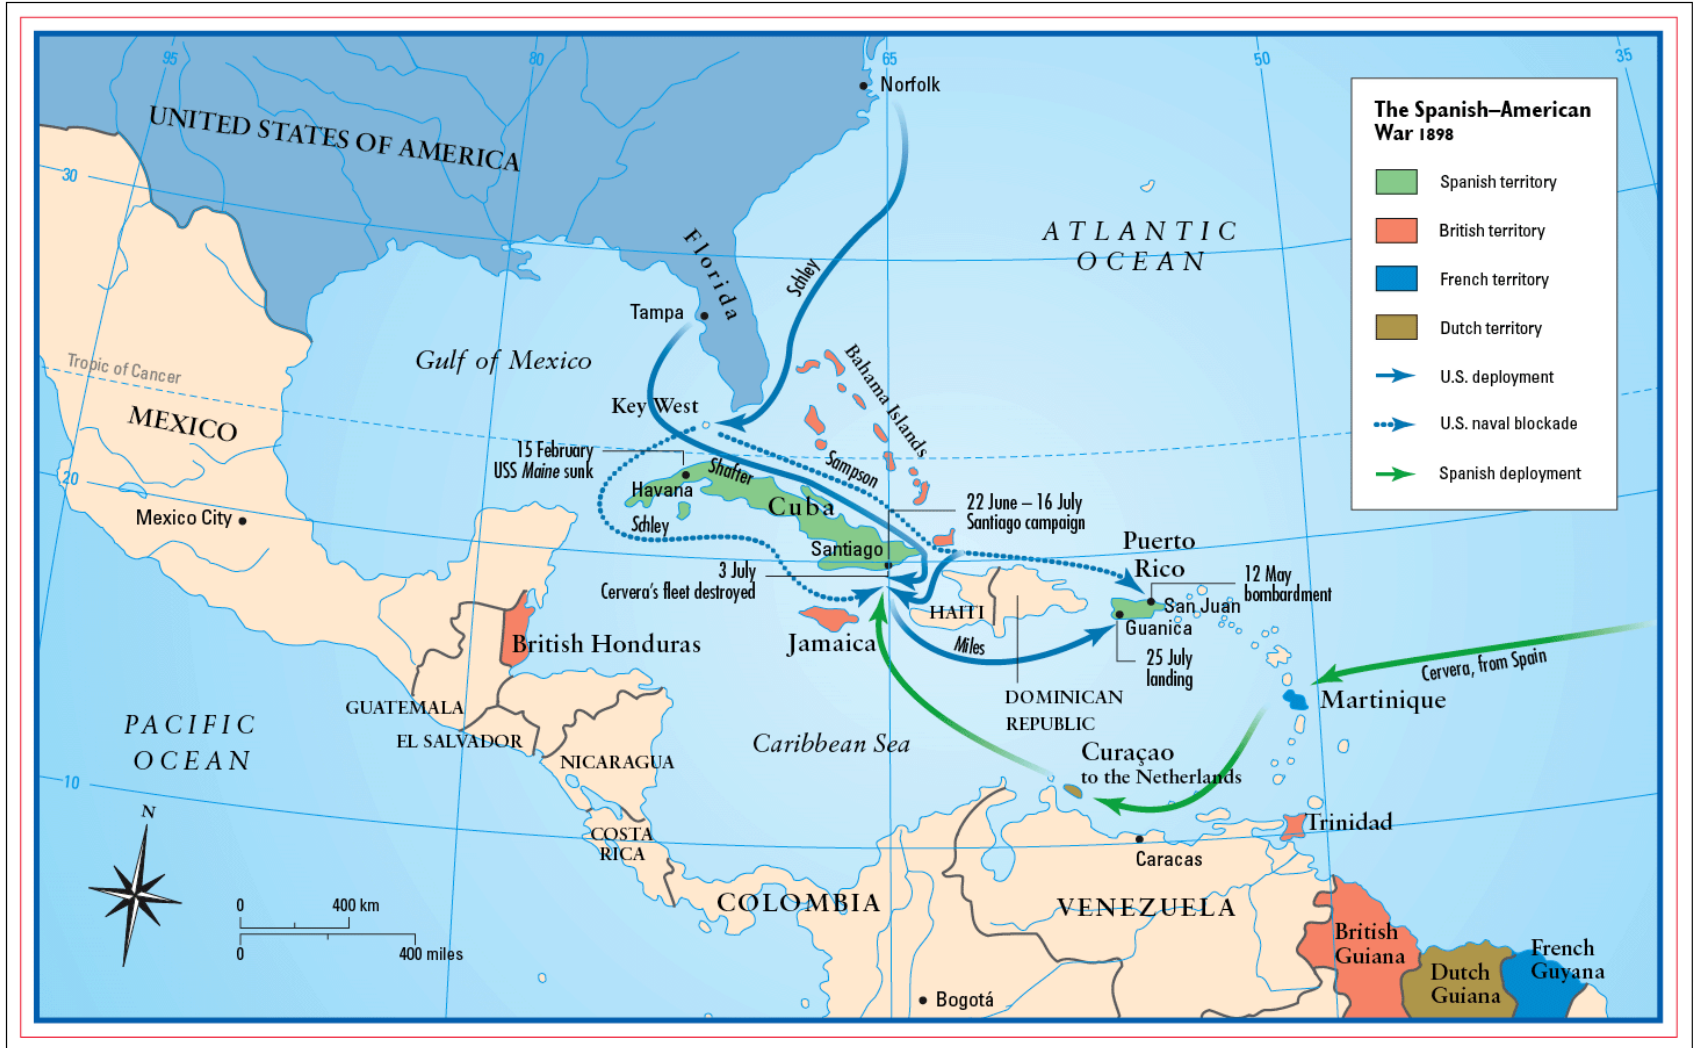 95
80
65
50
35
Norfolk
UNITED STATES OF AMERICA
30
The Spanish–American
War 1898
Spanish territory
British territory
French territory
Dutch territory
U.S. deployment
U.S. naval blockade
Spanish deployment
ATLANTIC
OCEAN
Florida
Schley
Tampa
Gulf of Mexico
Bahama Islands
Tropic of Cancer
MEXICO
Key West
15 February
USS Maine sunk
Shafter
Sampson
20
Havana
Cuba
22 June – 16 July
Santiago campaign
Mexico City
Schley
Santiago
Puerto
Rico
3 July
Cervera's fleet destroyed
12 May
bombardment
HAITI
San Juan
Guanica
British Honduras
Jamaica
Miles
25 July
landing
Cervera, from Spain
DOMINICAN
REPUBLIC
Martinique
GUATEMALA
PACIFIC
OCEAN
EL SALVADOR
Caribbean Sea
Curaçao
to the Netherlands
NICARAGUA
10
N
COSTA
RICA
Trinidad
Caracas
0 400 km
0 400 miles
COLOMBIA
VENEZUELA
British
Guiana
Dutch
Guiana
French
Guyana
Bogotá